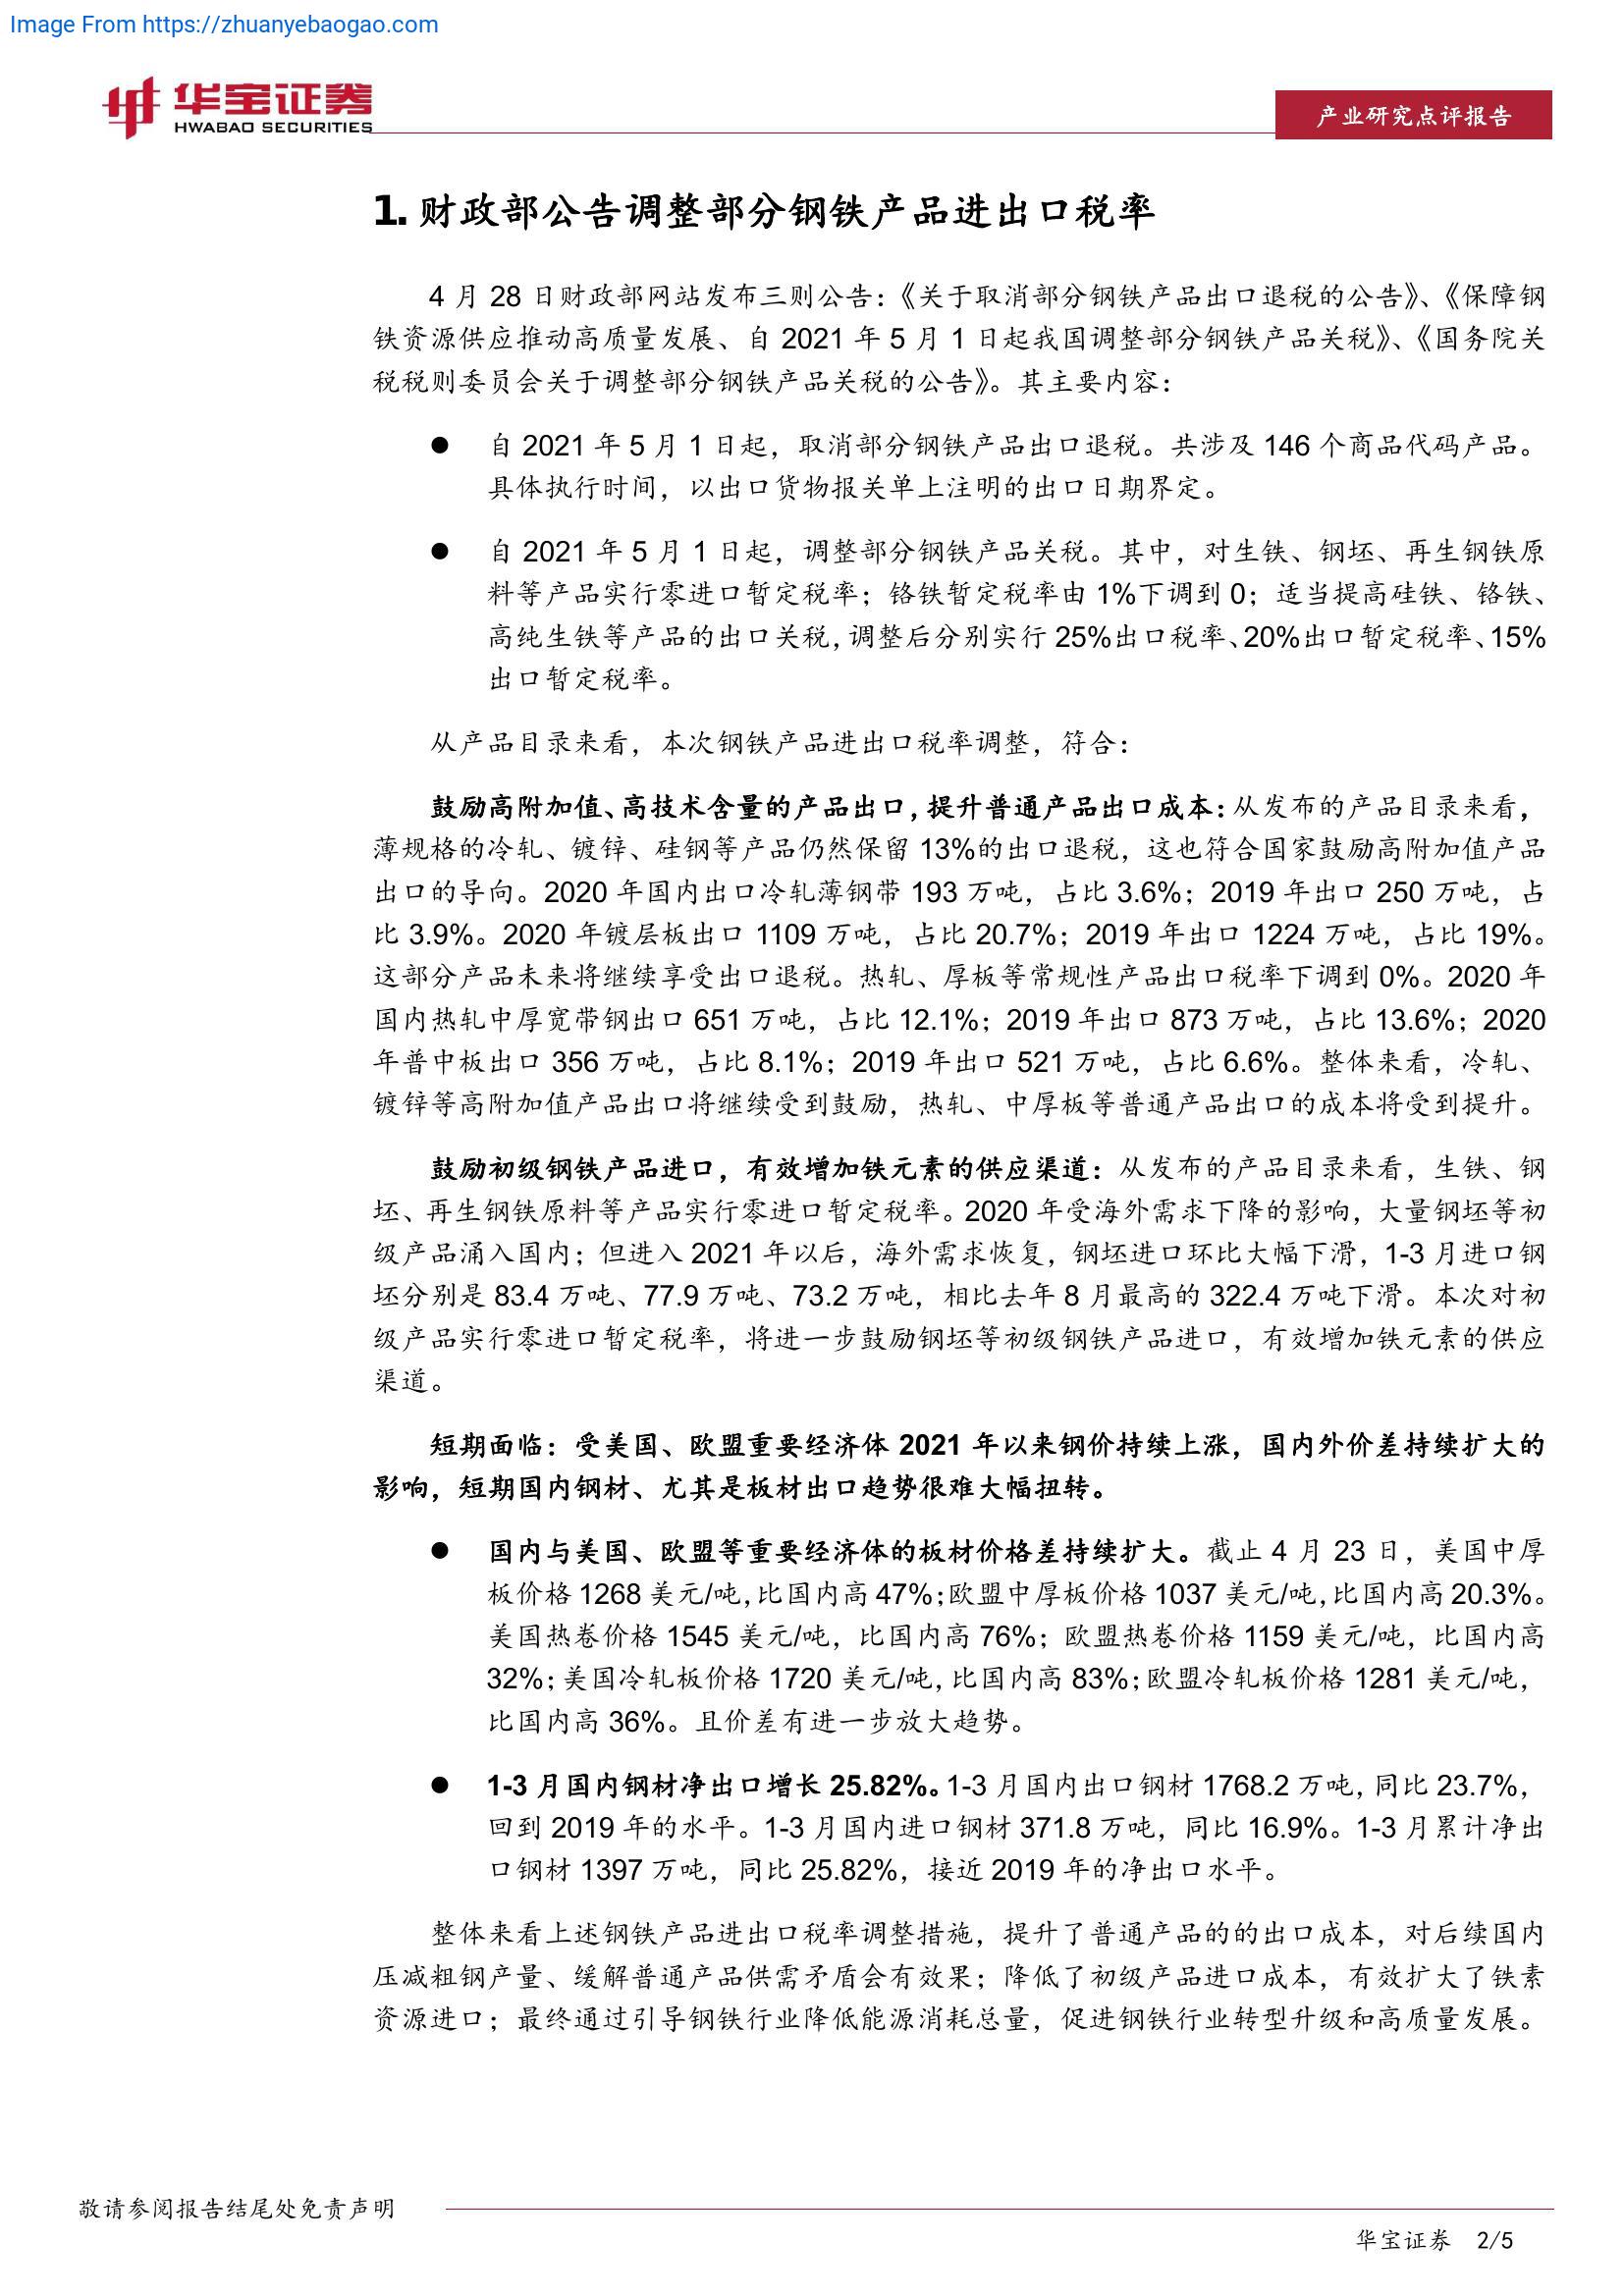 Image From https://zhuanyebaogao.com
华宝证券
HWABAO SECURITIES
产业研究点评报告
1. 财政部公告调整部分钢铁产品进出口税率
4 月 28 日财政部网站发布三则公告：《关于取消部分钢铁产品出口退税的公告》、《保障钢
铁资源供应推动高质量发展、自 2021 年 5 月 1 日起我国调整部分钢铁产品关税》、《国务院关
税税则委员会关于调整部分钢铁产品关税的公告》。其主要内容：
● 自 2021 年 5 月 1 日起，取消部分钢铁产品出口退税。共涉及 146 个商品代码产品。
具体执行时间，以出口货物报关单上注明的出口日期界定。
● 自 2021 年 5 月 1 日起，调整部分钢铁产品关税。其中，对生铁、钢坯、再生钢铁原
料等产品实行零进口暂定税率；铬铁暂定税率由 1%下调到 0；适当提高硅铁、铬铁、
高纯生铁等产品的出口关税，调整后分别实行 25%出口税率、20%出口暂定税率、15%
出口暂定税率。
从产品目录来看，本次钢铁产品进出口税率调整，符合：
鼓励高附加值、高技术含量的产品出口，提升普通产品出口成本：从发布的产品目录来看，
薄规格的冷轧、镀锌、硅钢等产品仍然保留 13%的出口退税，这也符合国家鼓励高附加值产品
出口的导向。2020 年国内出口冷轧薄钢带 193 万吨，占比 3.6%；2019 年出口 250 万吨，占
比 3.9%。2020 年镀层板出口 1109 万吨，占比 20.7%；2019 年出口 1224 万吨，占比 19%。
这部分产品未来将继续享受出口退税。热轧、厚板等常规性产品出口税率下调到 0%。2020 年
国内热轧中厚宽带钢出口 651 万吨，占比 12.1%；2019 年出口 873 万吨，占比 13.6%；2020
年普中板出口 356 万吨，占比 8.1%；2019 年出口 521 万吨，占比 6.6%。整体来看，冷轧、
镀锌等高附加值产品出口将继续受到鼓励，热轧、中厚板等普通产品出口的成本将受到提升。
鼓励初级钢铁产品进口，有效增加铁元素的供应渠道：从发布的产品目录来看，生铁、钢
坯、再生钢铁原料等产品实行零进口暂定税率。2020 年受海外需求下降的影响，大量钢坯等初
级产品涌入国内；但进入 2021 年以后，海外需求恢复，钢坯进口环比大幅下滑，1-3 月进口钢
坯分别是 83.4 万吨、77.9 万吨、73.2 万吨，相比去年 8 月最高的 322.4 万吨下滑。本次对初
级产品实行零进口暂定税率，将进一步鼓励钢坯等初级钢铁产品进口，有效增加铁元素的供应
渠道。
短期面临：受美国、欧盟重要经济体 2021 年以来钢价持续上涨，国内外价差持续扩大的
影响，短期国内钢材、尤其是板材出口趋势很难大幅扭转。
● 国内与美国、欧盟等重要经济体的板材价格差持续扩大。截止 4 月 23 日，美国中厚
板价格 1268 美元/吨，比国内高 47%；欧盟中厚板价格 1037 美元/吨，比国内高 20.3%。
美国热卷价格 1545 美元/吨，比国内高 76%；欧盟热卷价格 1159 美元/吨，比国内高
32%；美国冷轧板价格 1720 美元/吨，比国内高 83%；欧盟冷轧板价格 1281 美元/吨，
比国内高 36%。且价差有进一步放大趋势。
● 1-3 月国内钢材净出口增长 25.82%。1-3 月国内出口钢材 1768.2 万吨，同比 23.7%，
回到 2019 年的水平。1-3 月国内进口钢材 371.8 万吨，同比 16.9%。1-3 月累计净出
口钢材 1397 万吨，同比 25.82%，接近 2019 年的净出口水平。
整体来看上述钢铁产品进出口税率调整措施，提升了普通产品的的出口成本，对后续国内
压减粗钢产量、缓解普通产品供需矛盾会有效果；降低了初级产品进口成本，有效扩大了铁素
资源进口；最终通过引导钢铁行业降低能源消耗总量，促进钢铁行业转型升级和高质量发展。
敬请参阅报告结尾处免责声明
华宝证券 2/5